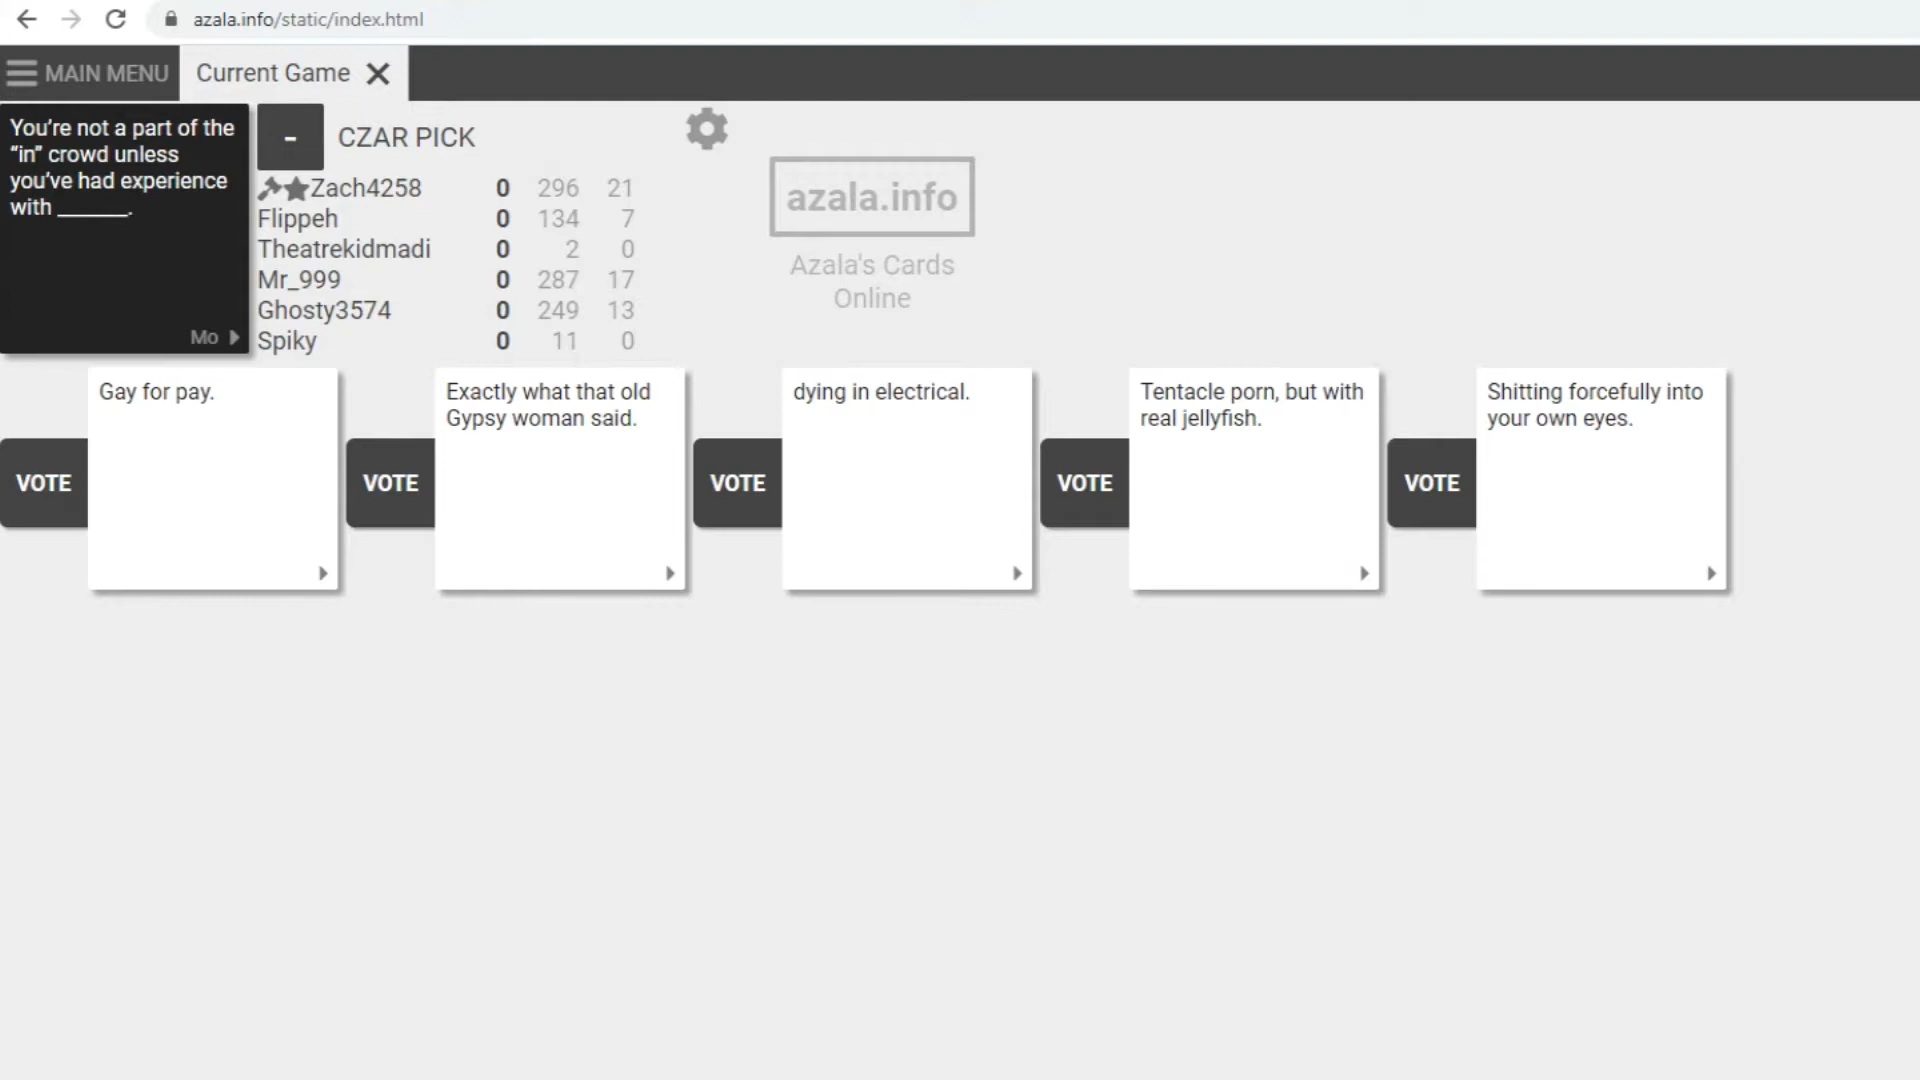 azala.info/static/index.html
MAIN MENU
Current Game
You’re not a part of the
“in” crowd unless
you’ve had experience
with ______.
Mo
-
CZAR PICK
Zach4258 0 296 21
Flippeh 0 134 7
Theatrekidmadi 0 2 0
Mr_999 0 287 17
Ghosty3574 0 249 13
Spiky 0 11 0
azala.info
Azala's Cards
Online
VOTE
Gay for pay.
VOTE
Exactly what that old
Gypsy woman said.
VOTE
dying in electrical.
VOTE
Tentacle porn, but with
real jellyfish.
VOTE
Shitting forcefully into
your own eyes.